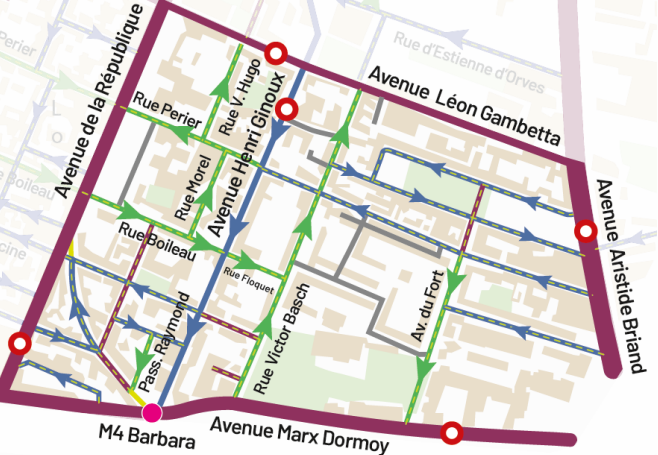 Rue d'Estienne d'Orves
Perier
Avenue de la République
Rue Perier
Rue V. Hugo
Avenue Henri Ginoux
Avenue Léon Gambetta
Lo
Boileau
Rue Morel
Rue Boileau
Rue Floquet
cine
Avenue Aristide Briand
Av. du Fort
Rue Victor Basch
Pass. Raymond
M4 Barbara
Avenue Marx Dormoy